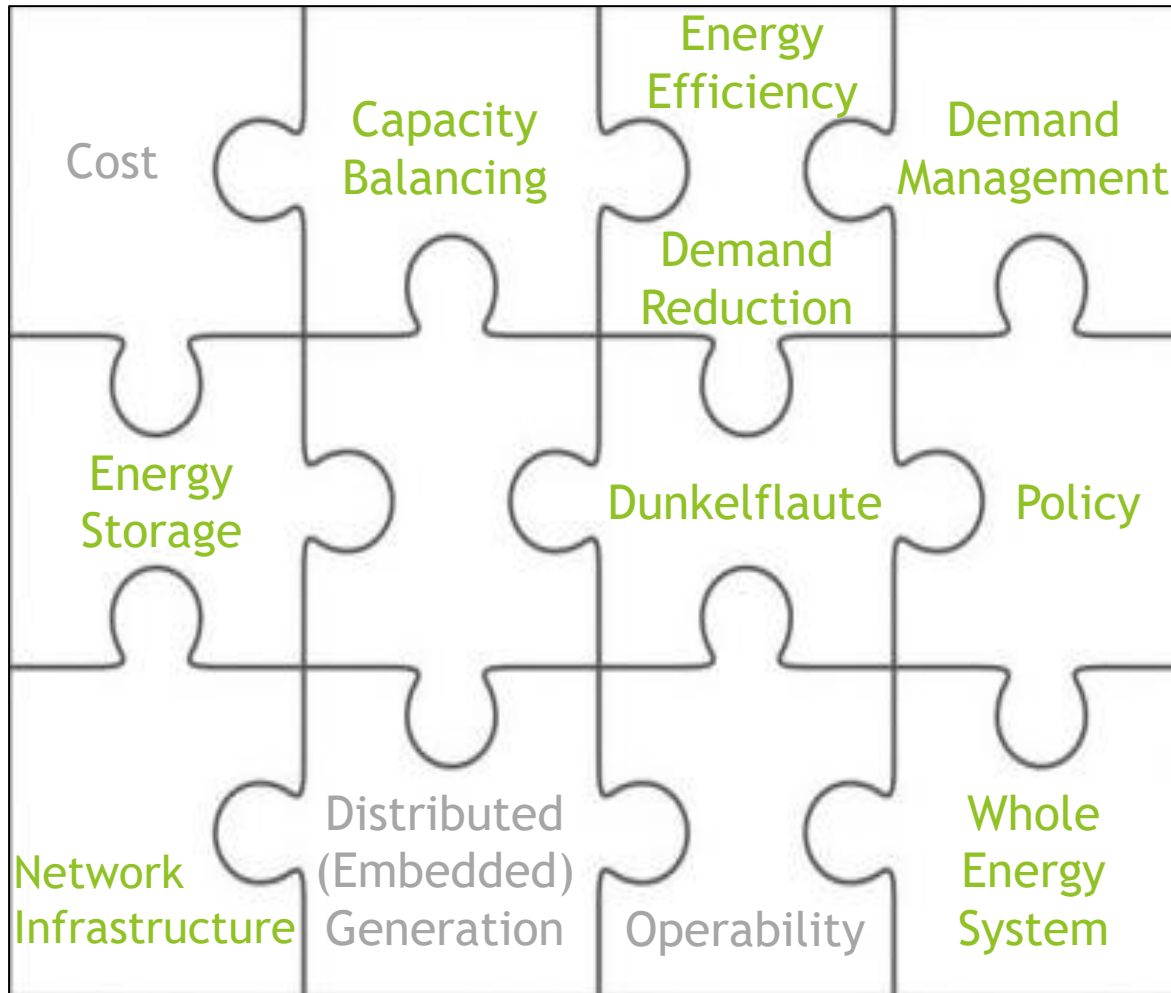 Cost
Capacity
Balancing
Energy
Efficiency
Demand
Reduction
Demand
Management
Energy
Storage
Dunkelflaute
Policy
Network
Infrastructure
Distributed
(Embedded)
Generation
Operability
Whole
Energy
System